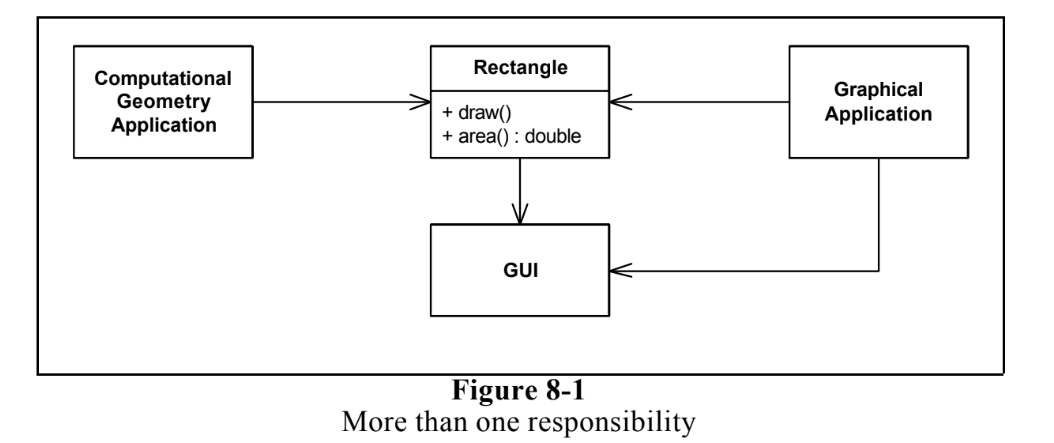 Computational
Geometry
Application
Rectangle
+ draw()
+ area() : double
Graphical
Application
GUI
Figure 8-1
More than one responsibility